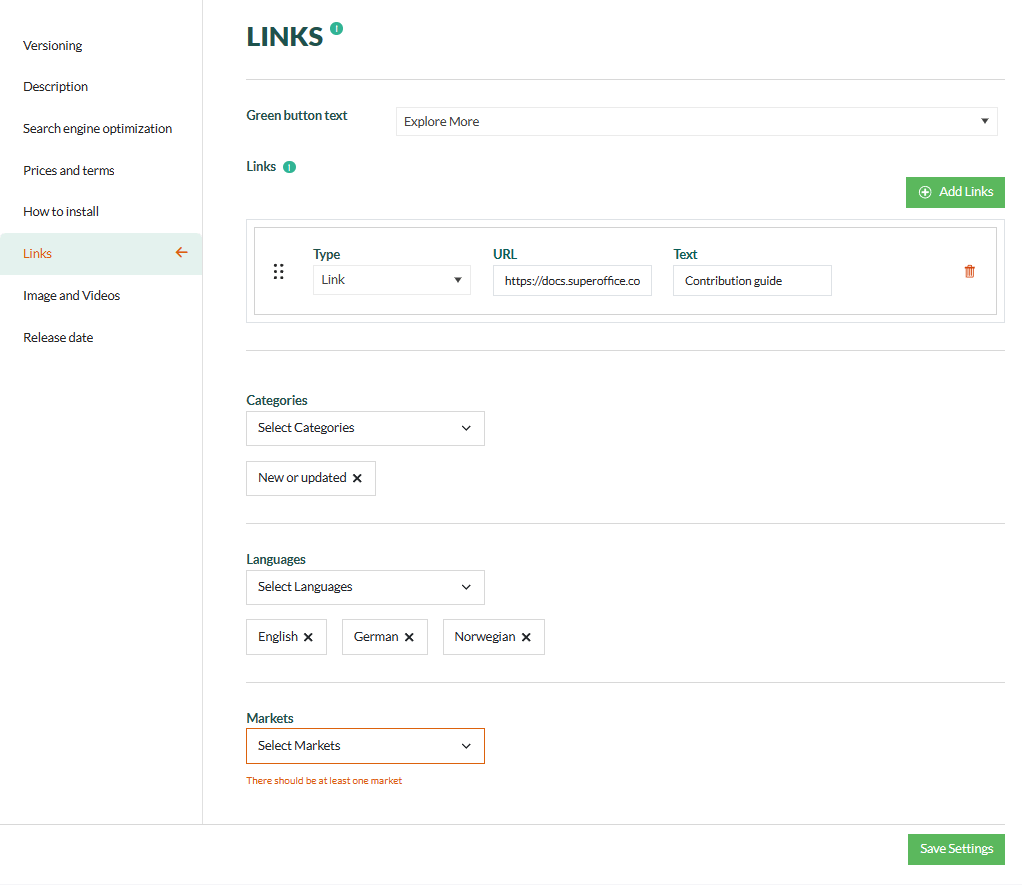 Versioning
Description
Search engine optimization
Prices and terms
How to install
Links
Image and Videos
Release date
LINKS
Green button text
Explore More
Links
Add Links
Type
URL
Text
Link
https://docs.superoffice.co
Contribution guide
Categories
Select Categories
New or updated
Languages
Select Languages
English
German
Norwegian
Markets
Select Markets
There should be at least one market
Save Settings